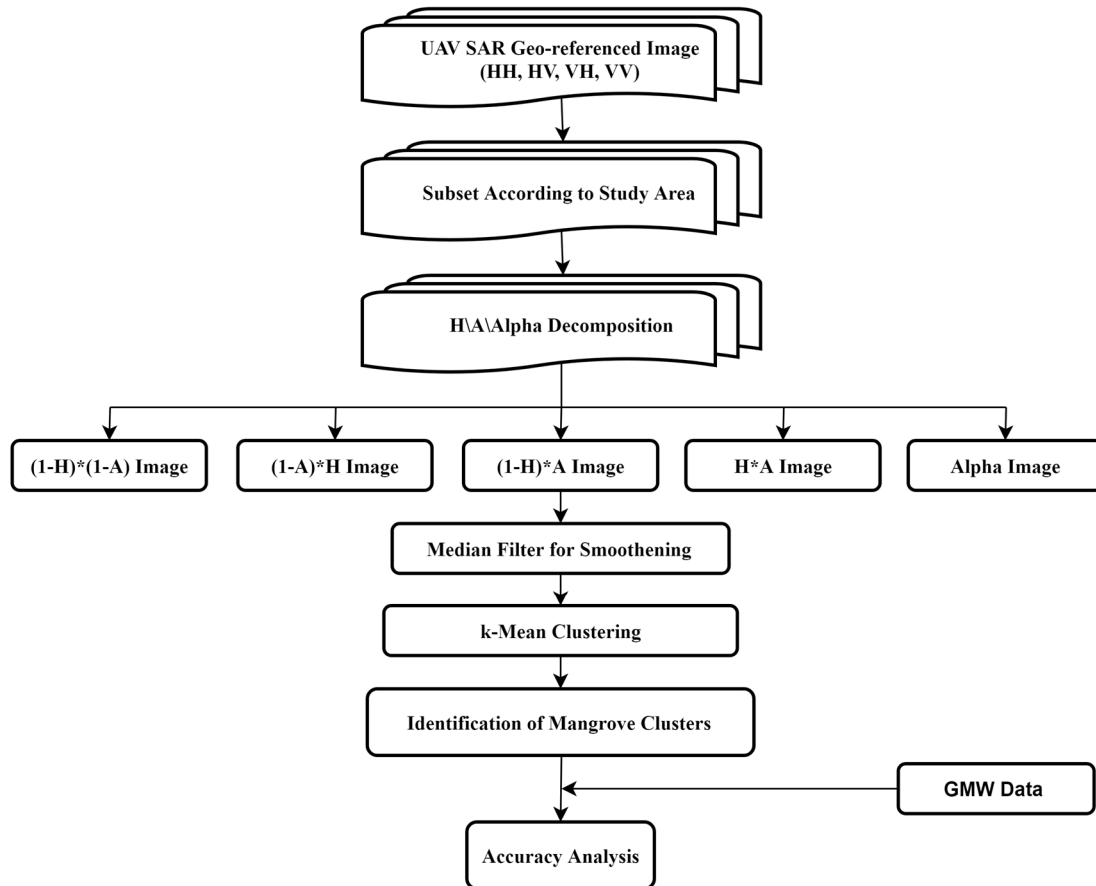 UAV SAR Geo-referenced Image
(HH, HV, VH, VV)
Subset According to Study Area
H\A\Alpha Decomposition
(1-H)*(1-A) Image
(1-A)*H Image
(1-H)*A Image
H*A Image
Alpha Image
Median Filter for Smoothening
k-Mean Clustering
Identification of Mangrove Clusters
GMW Data
Accuracy Analysis